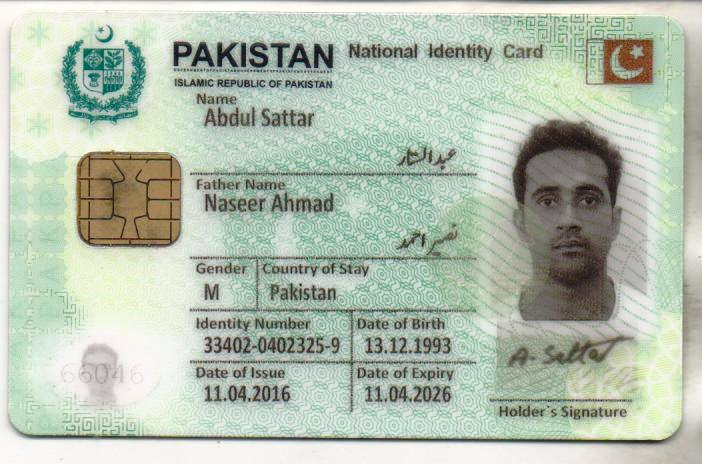 PAKISTAN National Identity Card
ISLAMIC REPUBLIC OF PAKISTAN
Name
Abdul Sattar
عبدالستار
Father Name
Naseer Ahmad
نصیر احمد
Gender Country of Stay
M Pakistan
Identity Number Date of Birth
33402-0402325-9 13.12.1993
Date of Issue Date of Expiry
11.04.2016 11.04.2026
66046
A. Sattar
Holder`s Signature